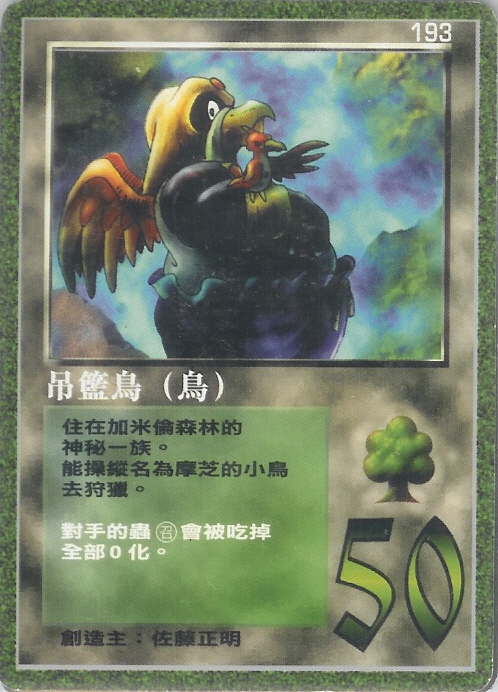 193
吊籃鳥（鳥）
住在加米倫森林的
神秘一族。
能操縱名為摩芝的小鳥
去狩獵。
對手的蟲㊁會被吃掉
全部０化。
50
創造主：佐藤正明